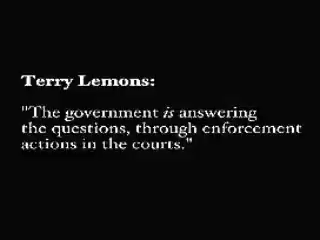 Terry Lemons:
"The government is answering
the questions, through enforcement
actions in the courts."